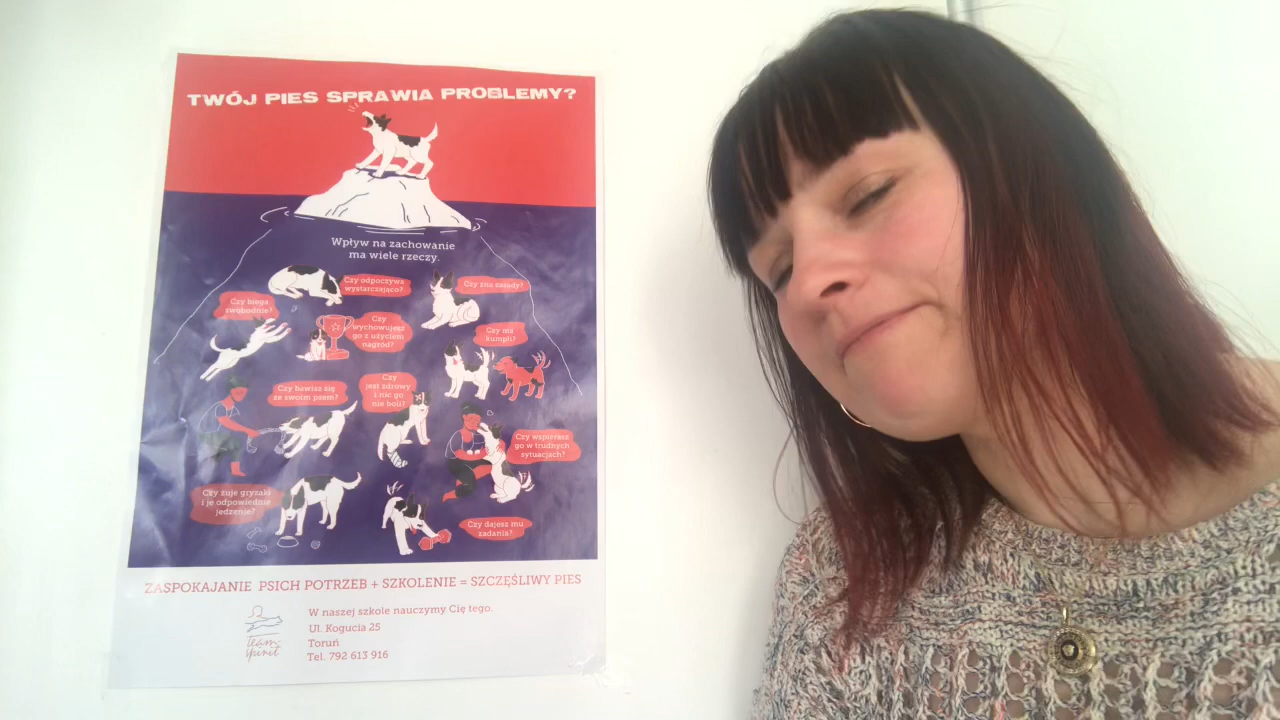 TWÓJ PIES SPRAWIA PROBLEMY?
Wpływ na zachowanie
ma wiele rzeczy.
Czy odpoczywa
wystarczająco?
Czy zna zasady?
Czy biega
swobodnie?
Czy
wychowujesz
go z użyciem
nagród?
Czy ma
kumpli?
Czy bawisz się
ze swoim psem?
Czy
jest zdrowy
i nic go
nie boli?
Czy wspierasz
go w trudnych
sytuacjach?
Czy żuje gryzaki
i je odpowiednie
jedzenie?
Czy dajesz mu
zadania?
ZASPOKAJANIE PSICH POTRZEB + SZKOLENIE = SZCZĘŚLIWY PIES
team
spirit
W naszej szkole nauczymy Cię tego.
Ul. Kogucia 25
Toruń
Tel. 792 613 916